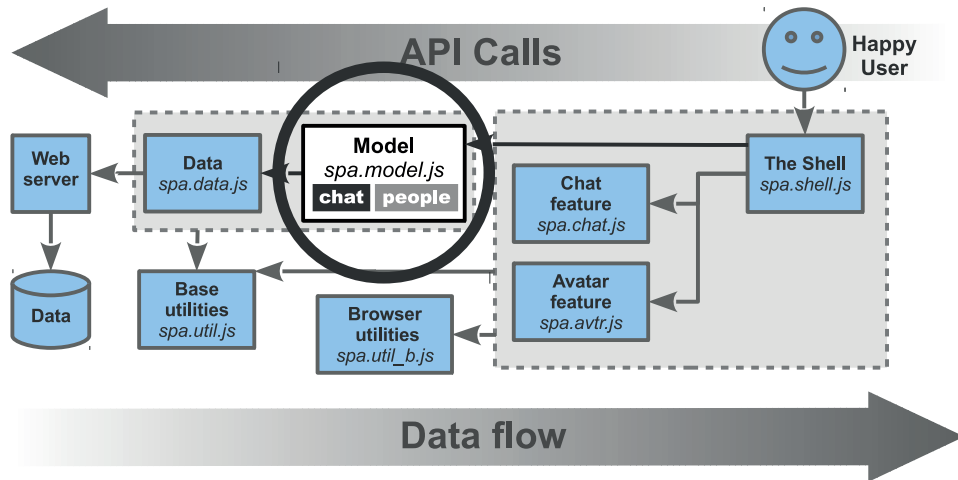 API Calls
Happy
User
Web
server
Data
spa.data.js
Model
spa.model.js
chat people
The Shell
spa.shell.js
Chat
feature
spa.chat.js
Data
Base
utilities
spa.util.js
Browser
utilities
spa.util_b.js
Avatar
feature
spa.avtr.js
Data flow